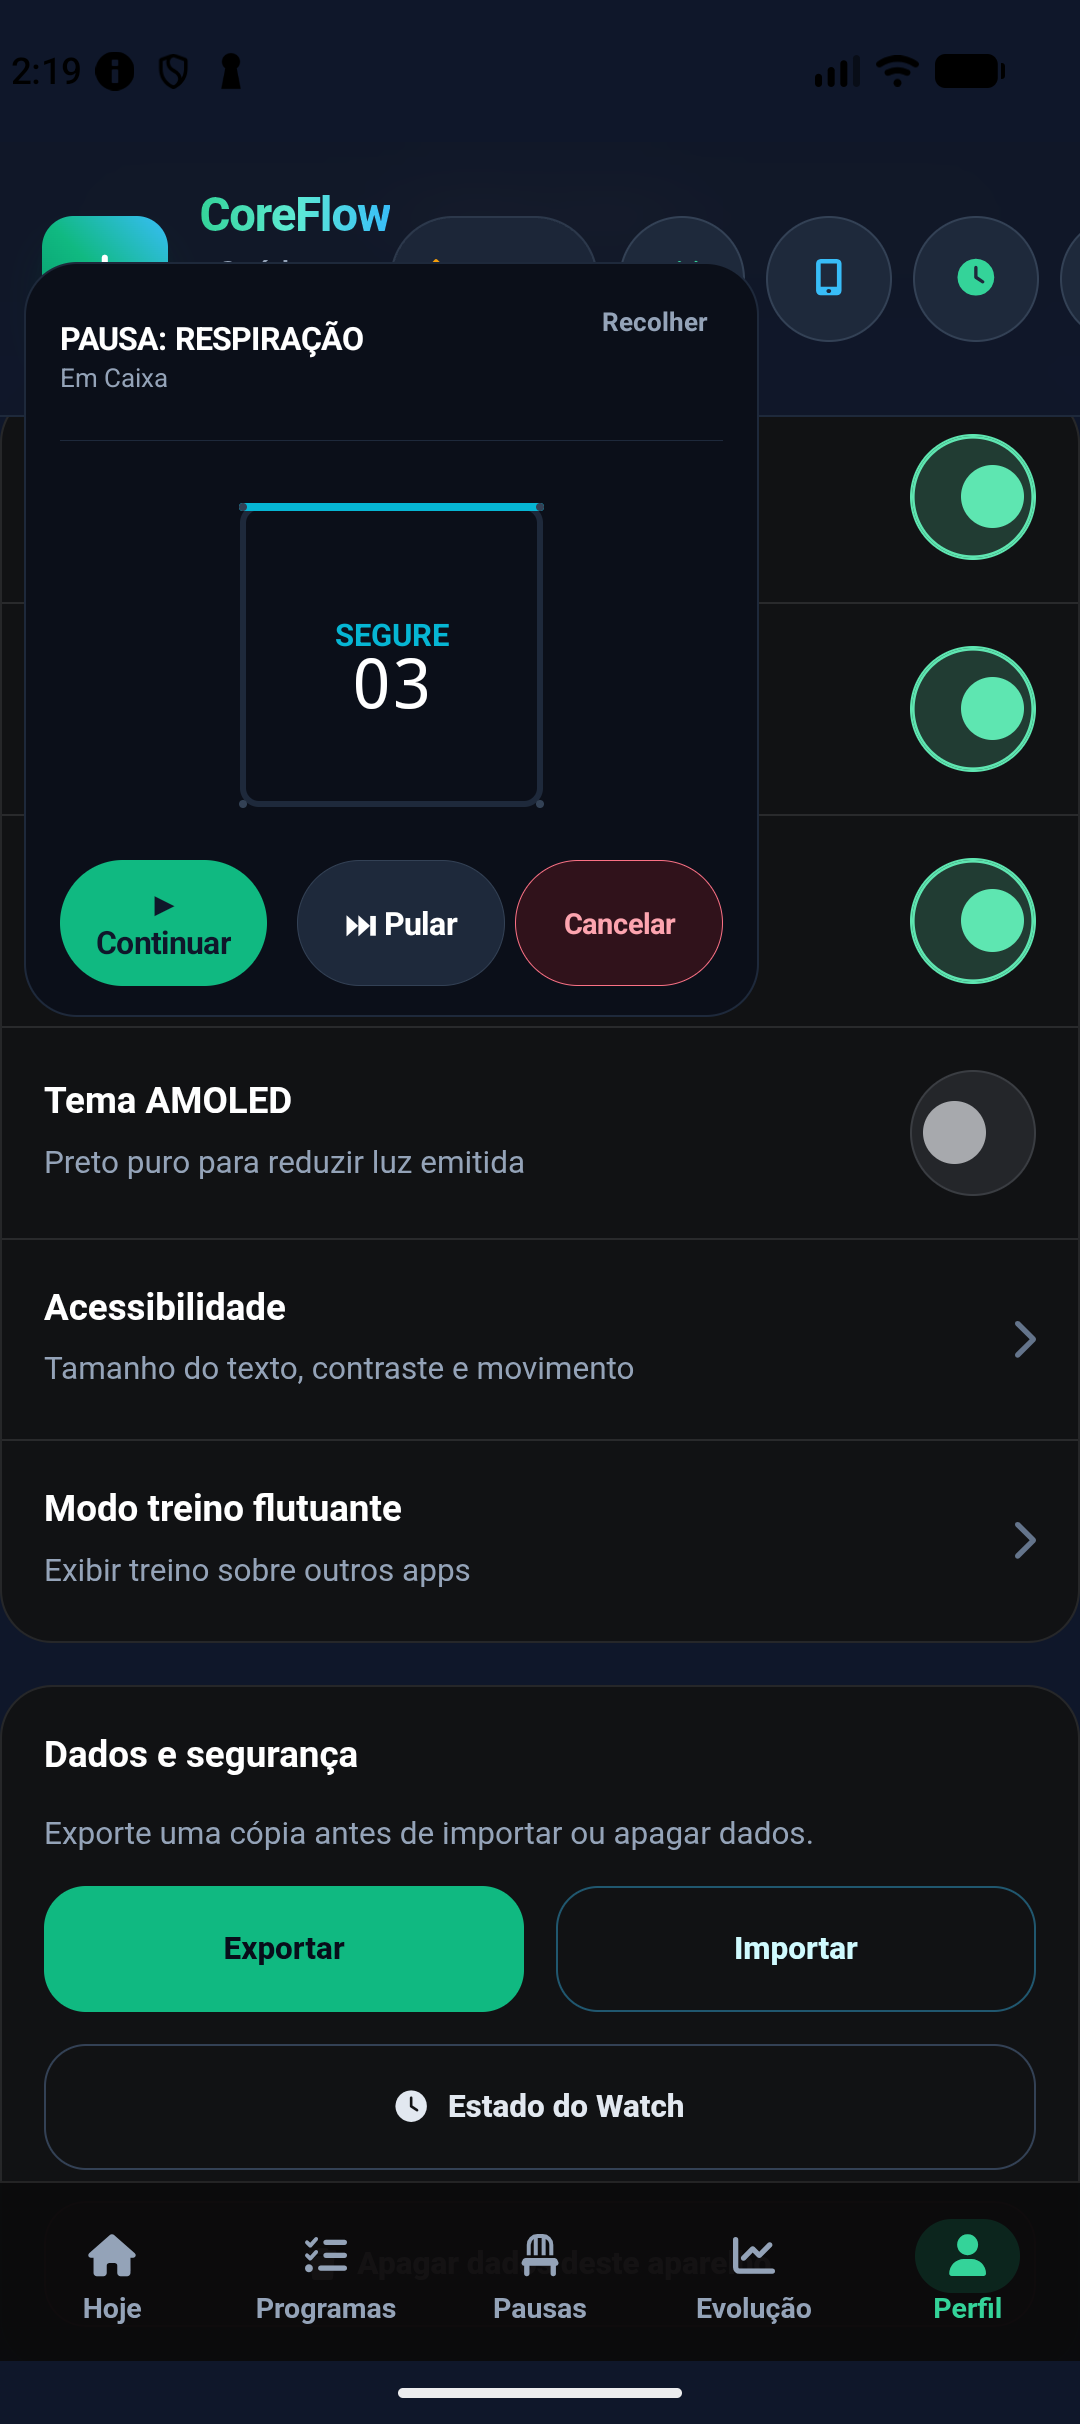 2:19
CoreFlow
PAUSA: RESPIRAÇÃO
Recolher
Em Caixa
SEGURE
03
Continuar
Pular
Cancelar
Tema AMOLED
Preto puro para reduzir luz emitida
Acessibilidade
Tamanho do texto, contraste e movimento
Modo treino flutuante
Exibir treino sobre outros apps
Dados e segurança
Exporte uma cópia antes de importar ou apagar dados.
Exportar
Importar
Estado do Watch
Apagar deste
Hoje
Programas
Pausas
Evolução
Perfil